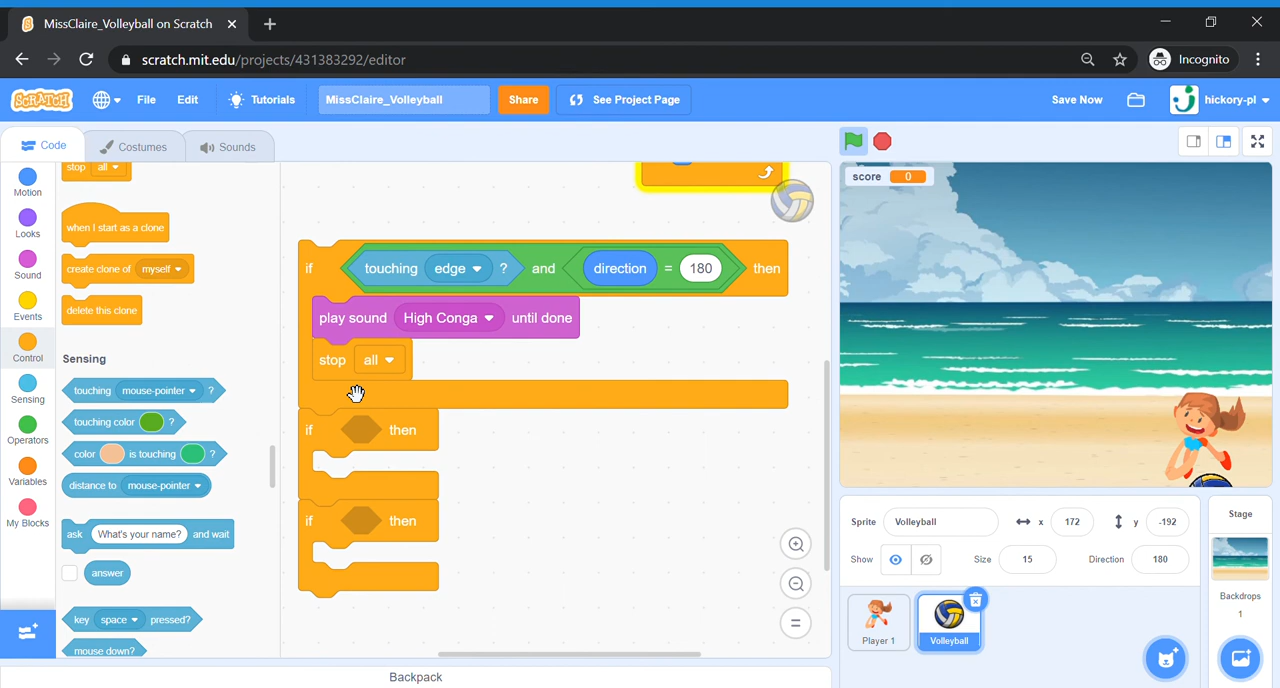 MissClaire_Volleyball on Scratch
scratch.mit.edu/projects/431383292/editor
Incognito
SCRATCH
File
Edit
Tutorials
MissClaire_Volleyball
Share
See Project Page
Save Now
hickory-pl
Code
Costumes
Sounds
Motion
Looks
Sound
Events
Control
Sensing
Operators
Variables
My Blocks
stop all
when I start as a clone
create clone of myself
delete this clone
Sensing
touching mouse-pointer ?
touching color ?
color is touching ?
distance to mouse-pointer
ask What's your name? and wait
answer
key space pressed?
mouse down?
if touching edge ? and direction = 180 then
play sound High Conga until done
stop all
if then
if then
Backpack
score 0
Sprite Volleyball x 172 y -192
Show Size 15 Direction 180
Player 1
Volleyball
Stage
Backdrops
1